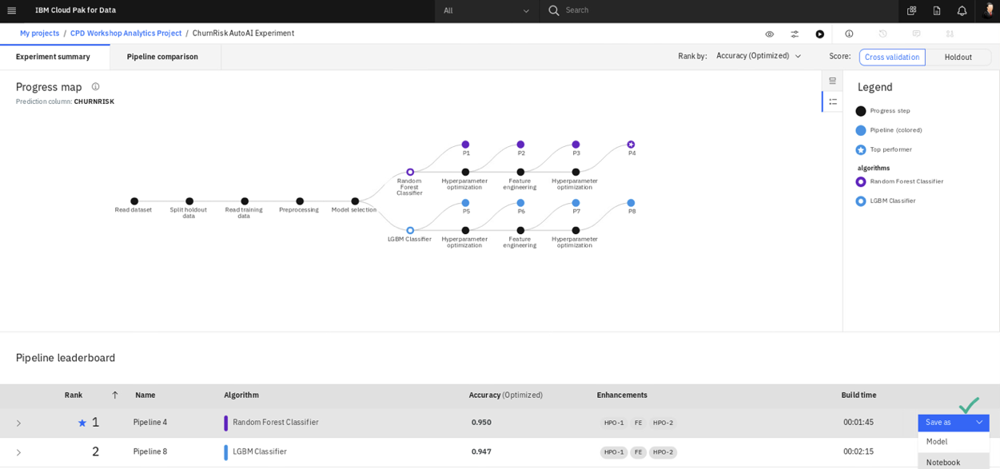 IBM Cloud Pak for Data
All
Search
My projects / CPD Workshop Analytics Project / ChurnRisk AutoAI Experiment
Experiment summary
Pipeline comparison
Rank by: Accuracy (Optimized)
Score: Cross validation Holdout
Progress map
Prediction column: CHURNRISK
Legend
Progress step
Pipeline (colored)
Top performer
algorithms
Random Forest Classifier
LGBM Classifier
P1 P2 P3 P4
Random
Forest
Classifier
Hyperparameter
optimization
Feature
engineering
Hyperparameter
optimization
Read dataset
Split holdout
data
Read training
data
Preprocessing
Model selection
P5 P6 P7 P8
LGBM Classifier
Hyperparameter
optimization
Feature
engineering
Hyperparameter
optimization
Pipeline leaderboard
Rank Name Algorithm Accuracy (Optimized) Enhancements Build time
1 Pipeline 4 Random Forest Classifier 0.950 HPO-1 FE HPO-2 00:01:45 Save as
Model
2 Pipeline 8 LGBM Classifier 0.947 HPO-1 FE HPO-2 00:02:15
Notebook